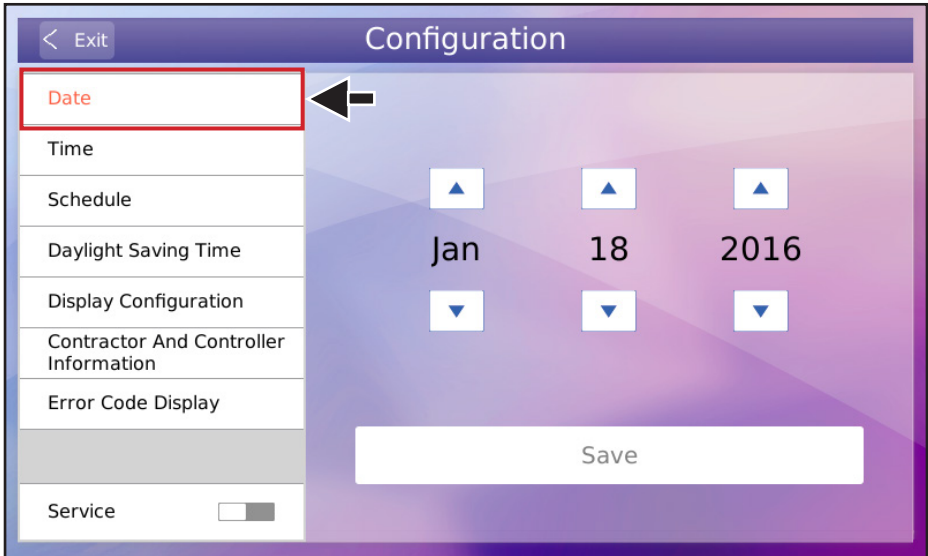 Exit
Configuration
Date
Time
Schedule
Daylight Saving Time
Display Configuration
Contractor And Controller
Information
Error Code Display
Service
Jan 18 2016
Save